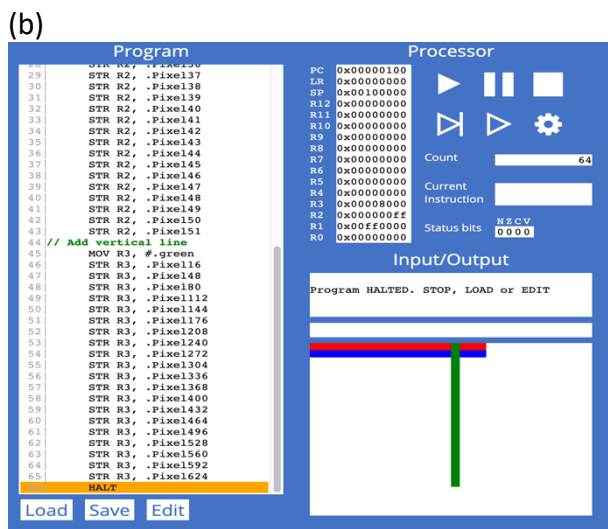 (b)
Program
28| STR R2, .Pixel36
29| STR R2, .Pixel37
30| STR R2, .Pixel38
31| STR R2, .Pixel39
32| STR R2, .Pixel40
33| STR R2, .Pixel41
34| STR R2, .Pixel42
35| STR R2, .Pixel43
36| STR R2, .Pixel44
37| STR R2, .Pixel45
38| STR R2, .Pixel46
39| STR R2, .Pixel47
40| STR R2, .Pixel48
41| STR R2, .Pixel49
42| STR R2, .Pixel50
43| STR R2, .Pixel51
44|// Add vertical line
45| MOV R3, #.green
46| STR R3, .Pixel16
47| STR R3, .Pixel48
48| STR R3, .Pixel80
49| STR R3, .Pixel112
50| STR R3, .Pixel144
51| STR R3, .Pixel176
52| STR R3, .Pixel208
53| STR R3, .Pixel240
54| STR R3, .Pixel272
55| STR R3, .Pixel304
56| STR R3, .Pixel336
57| STR R3, .Pixel368
58| STR R3, .Pixel400
59| STR R3, .Pixel432
60| STR R3, .Pixel464
61| STR R3, .Pixel496
62| STR R3, .Pixel528
63| STR R3, .Pixel560
64| STR R3, .Pixel592
65| STR R3, .Pixel624
HALT
Load Save Edit
Processor
PC 0x00000100
LR 0x00000000
SP 0x00100000
R12 0x00000000
R11 0x00000000
R10 0x00000000
R9 0x00000000
R8 0x00000000
R7 0x00000000
R6 0x00000000
R5 0x00000000
R4 0x00000000
R3 0x00008000
R2 0x000000ff
R1 0x00ff0000
R0 0x00000000
Count 64
Current
Instruction
Status bits
N Z C V
0 0 0 0
Input/Output
Program HALTED. STOP, LOAD or EDIT